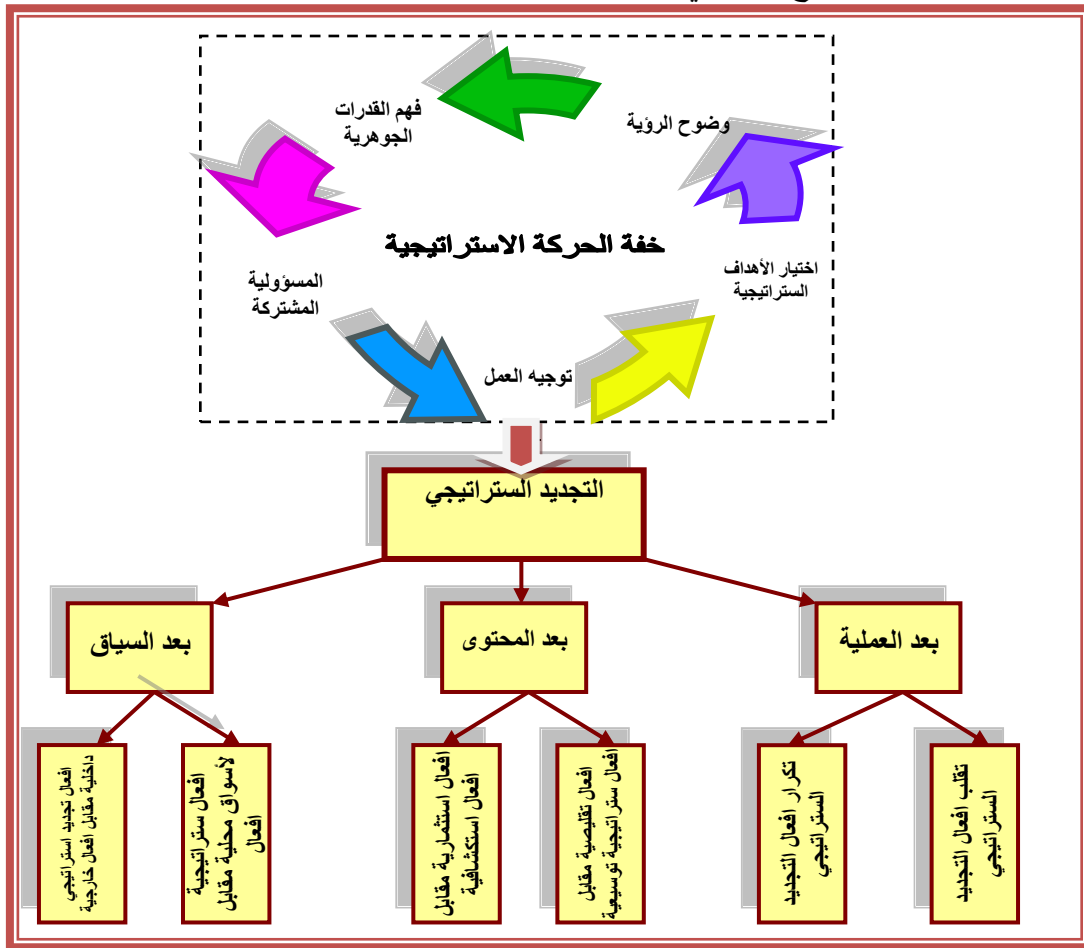 وضوح الرؤية
فهم القدرات
الجوهرية
خفة الحركة الاستراتيجية
اختيار الأهداف
الستراتيجية
المسؤولية
المشتركة
توجيه العمل
التجديد الستراتيجي
بعد العملية
بعد المحتوى
بعد السياق
تقلب افعال التجديد
الستراتيجي
تكرار افعال التجديد
الستراتيجي
افعال تقليصية مقابل
افعال ستراتيجية توسيعية
افعال استثمارية مقابل
افعال استكشافية
افعال ستراتيجية
لأسواق محلية مقابل
افعال
افعال تجديد استراتيجي
داخلية مقابل افعال خارجية